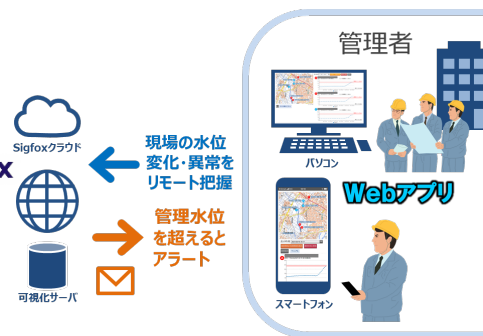 管理者
Sigfoxクラウド
x
現場の水位
変化・異常を
リモート把握
パソコン
Webアプリ
管理水位
を超えると
アラート
可視化サーバ
スマートフォン